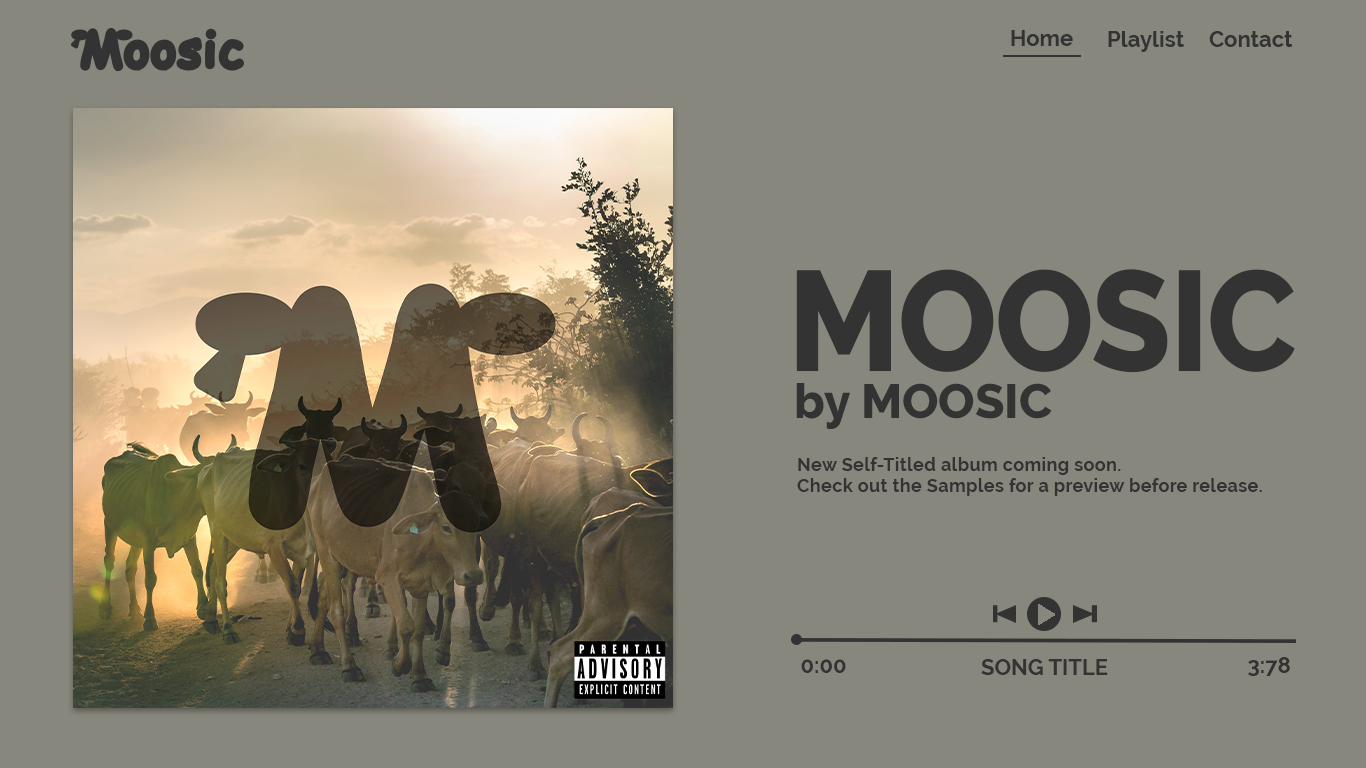 Moosic
Home Playlist Contact
MOOSIC
by MOOSIC
New Self-Titled album coming soon.
Check out the Samples for a preview before release.
M
PARENTAL
ADVISORY
EXPLICIT CONTENT
0:00 SONG TITLE 3:78